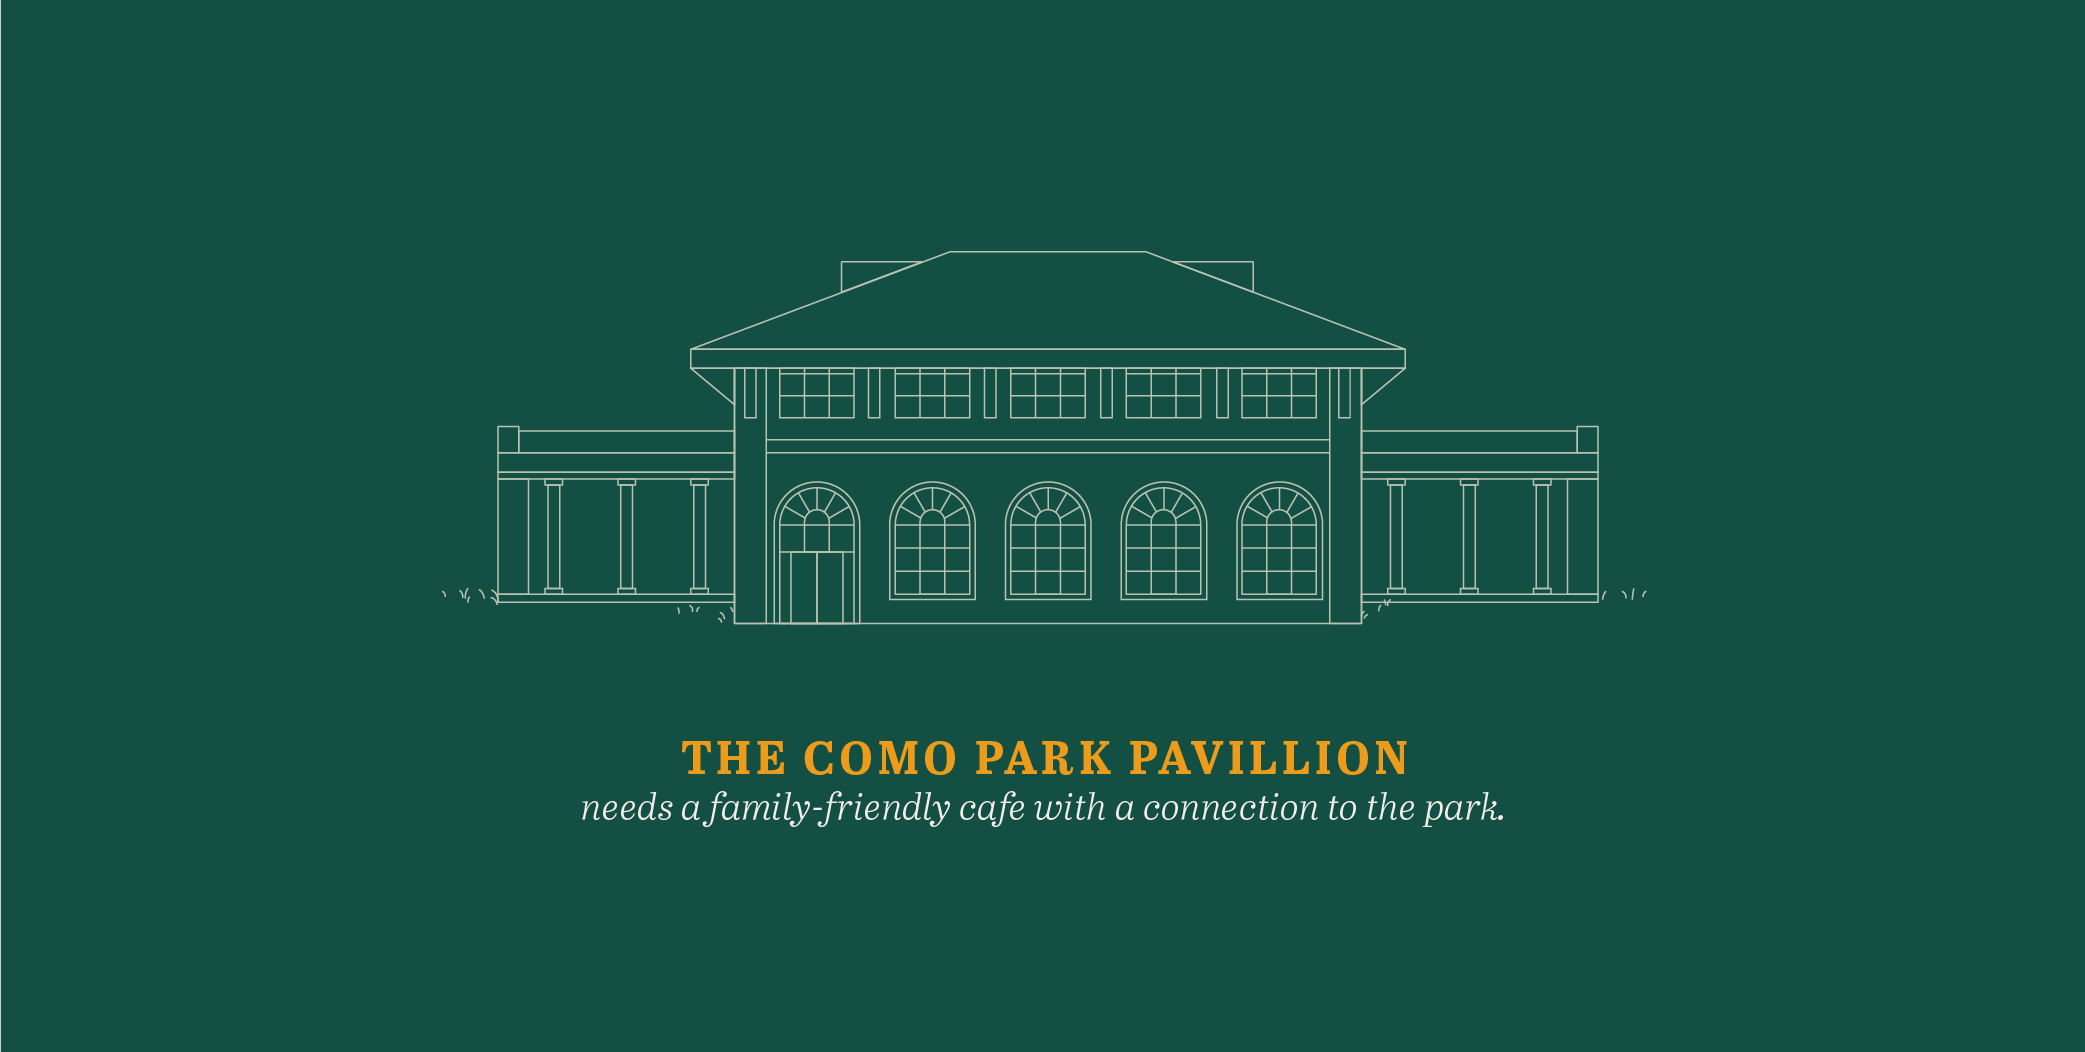 THE COMO PARK PAVILLION
needs a family-friendly cafe with a connection to the park.